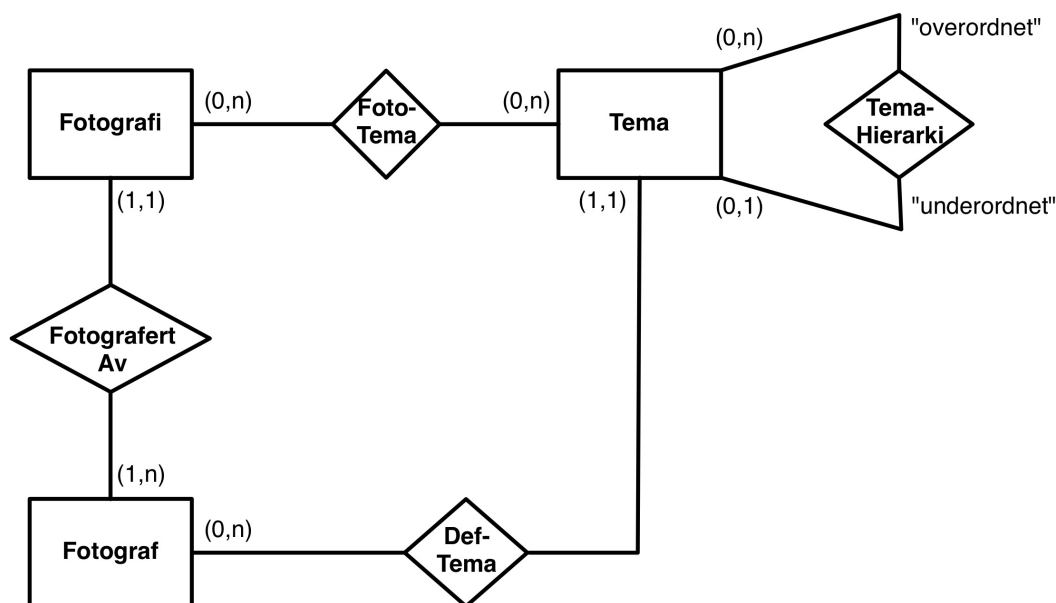 (0,n)
"overordnet"
Fotografi
(0,n)
Foto-
Tema
(0,n)
Tema
Tema-
Hierarki
(1,1)
(1,1)
(0,1)
"underordnet"
Fotografert
Av
(1,n)
Fotograf
(0,n)
Def-
Tema